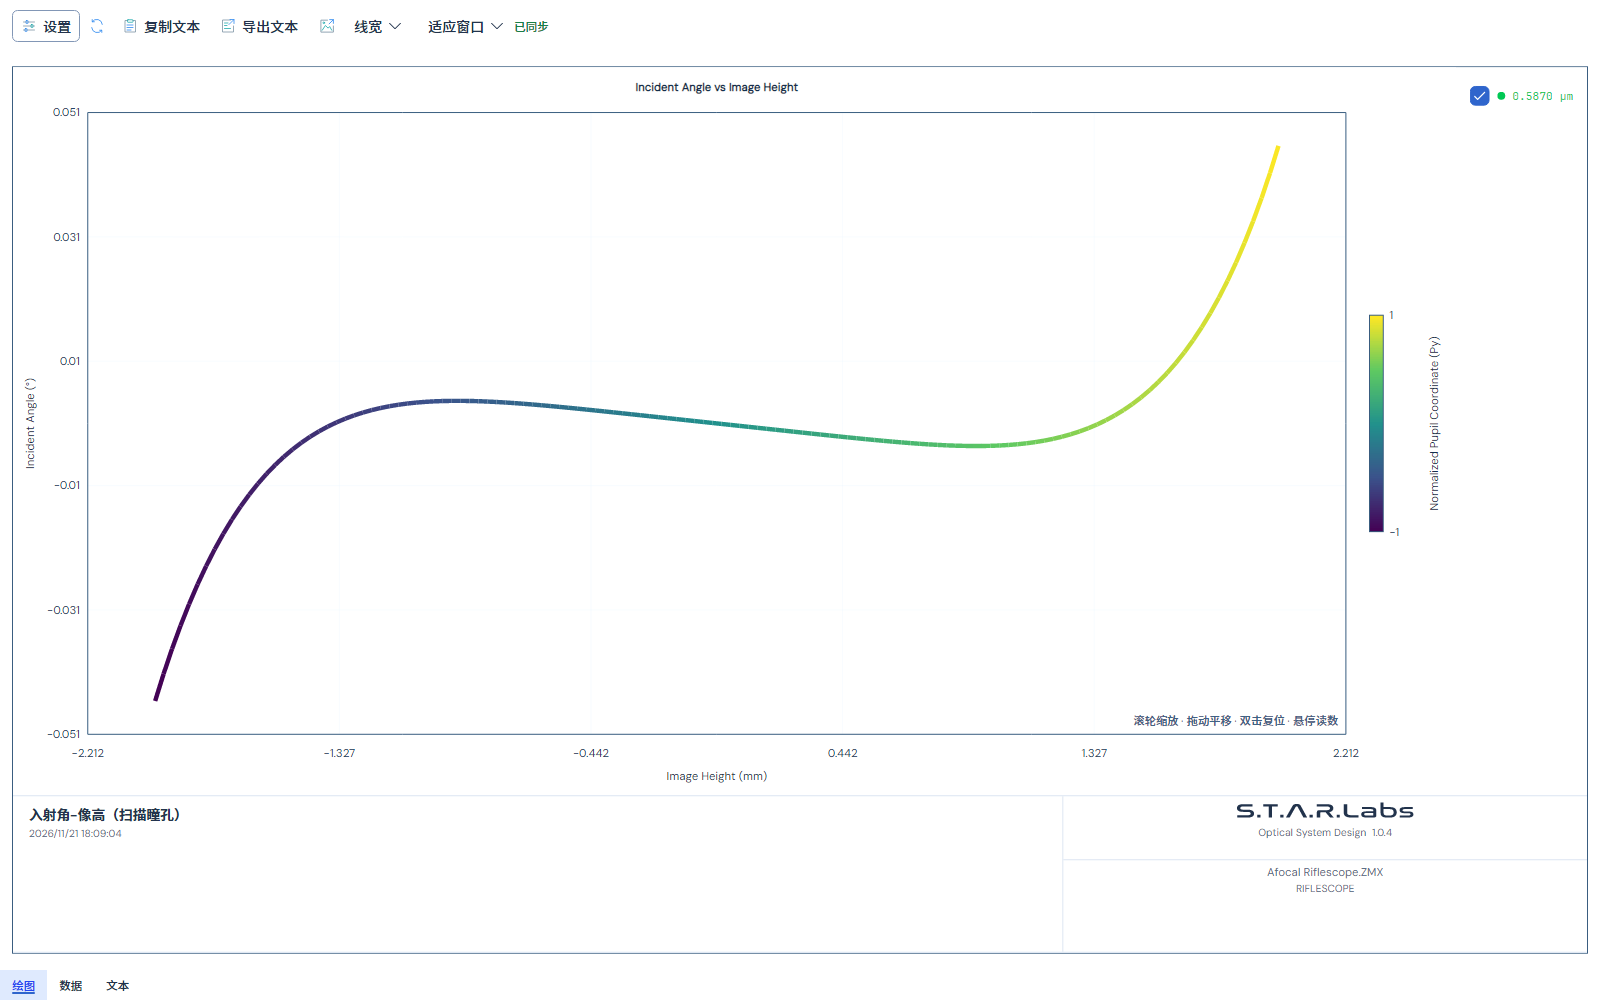 设置 复制文本 导出文本 线宽 适应窗口 已同步
Incident Angle vs Image Height
0.5870 μm
0.051
0.031
0.01
-0.01
-0.031
-0.051
Incident Angle (°)
-2.212 -1.327 -0.442 0.442 1.327 2.212
Image Height (mm)
滚轮缩放 · 拖动平移 · 双击复位 · 悬停读数
1
-1
Normalized Pupil Coordinate (Py)
入射角-像高（扫描瞳孔）
2026/11/21 18:09:04
S.T.A.R.Labs
Optical System Design 1.0.4
Afocal Riflescope.ZMX
RIFLESCOPE
绘图 数据 文本